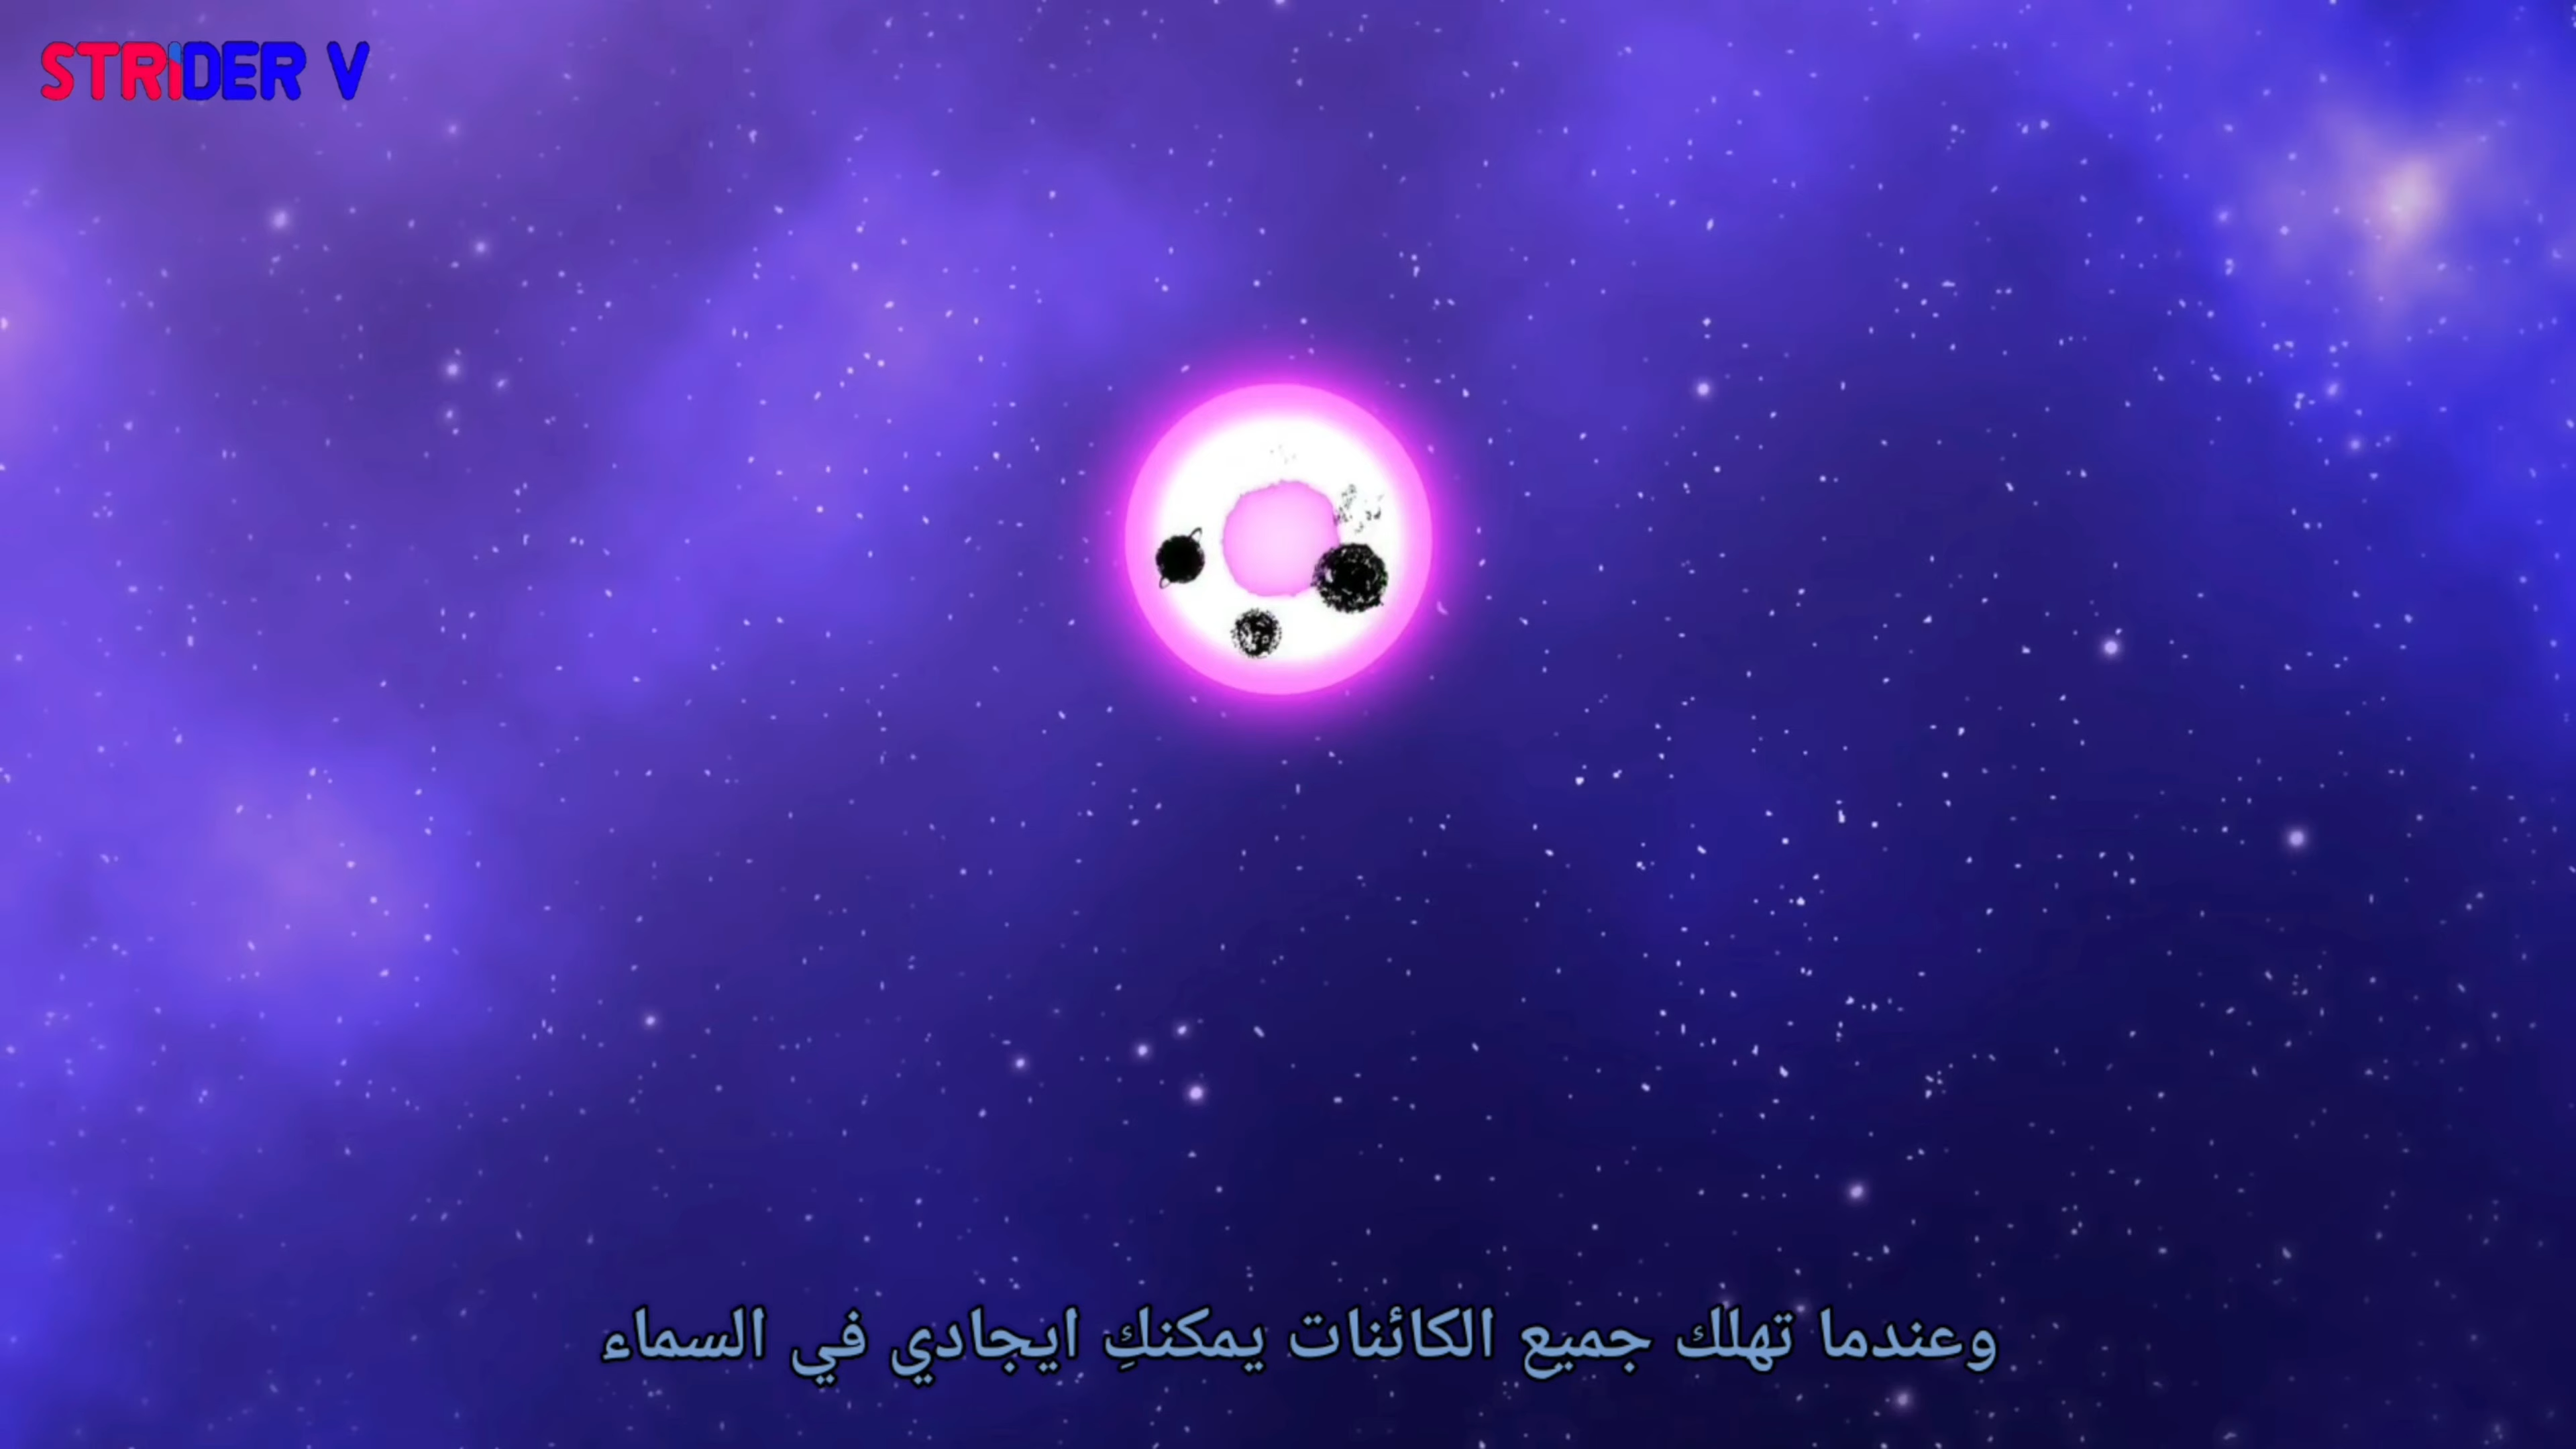 STRiDER V
وعندما تهلك جميع الكائنات يمكنكِ ايجادي في السماء